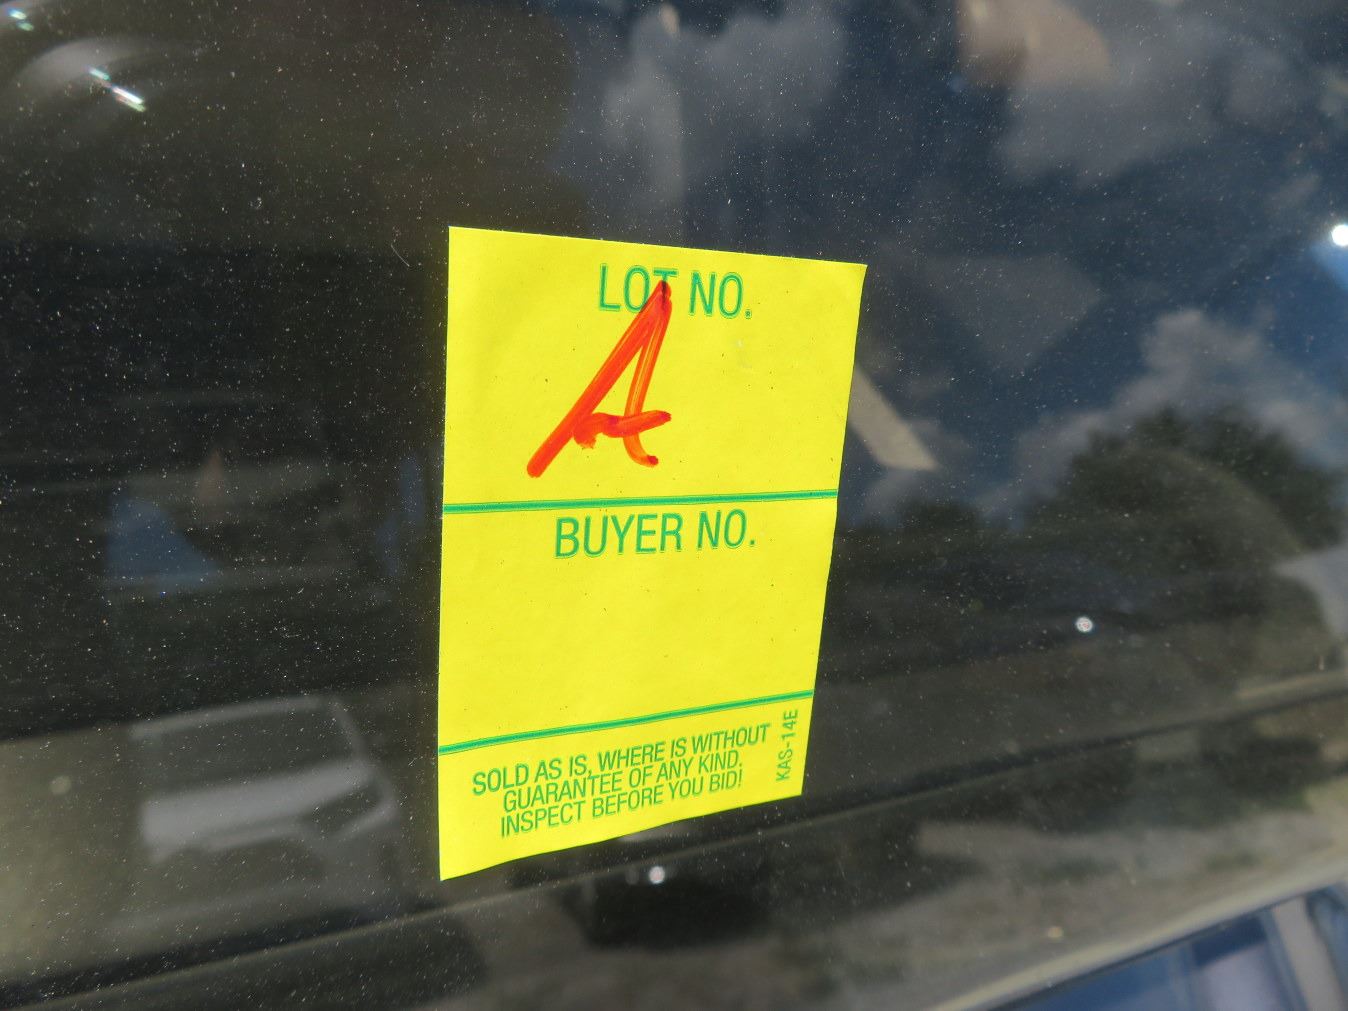 LOT NO.
A
BUYER NO.
SOLD AS IS, WHERE IS WITHOUT
GUARANTEE OF ANY KIND.
INSPECT BEFORE YOU BID!
KAS-14E